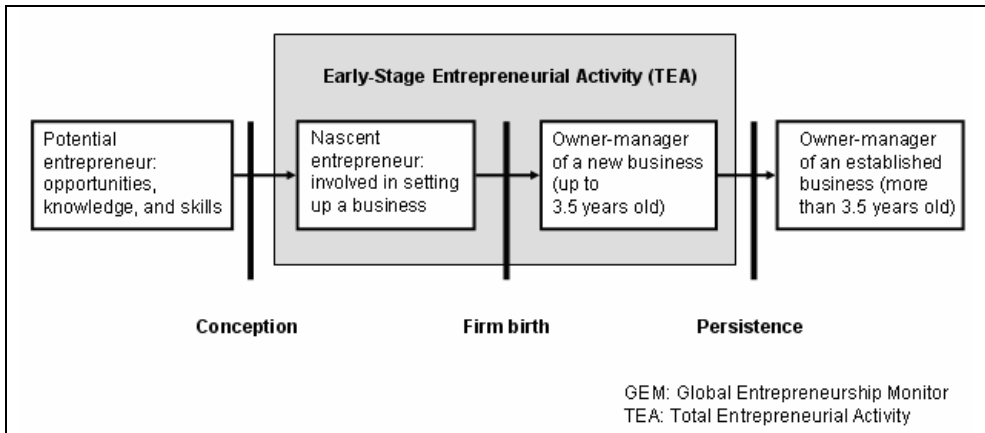 Early-Stage Entrepreneurial Activity (TEA)
Potential
entrepreneur:
opportunities,
knowledge, and skills
Nascent
entrepreneur:
involved in setting
up a business
Owner-manager
of a new business
(up to
3.5 years old)
Owner-manager
of an established
business (more
than 3.5 years old)
Conception
Firm birth
Persistence
GEM: Global Entrepreneurship Monitor
TEA: Total Entrepreneurial Activity